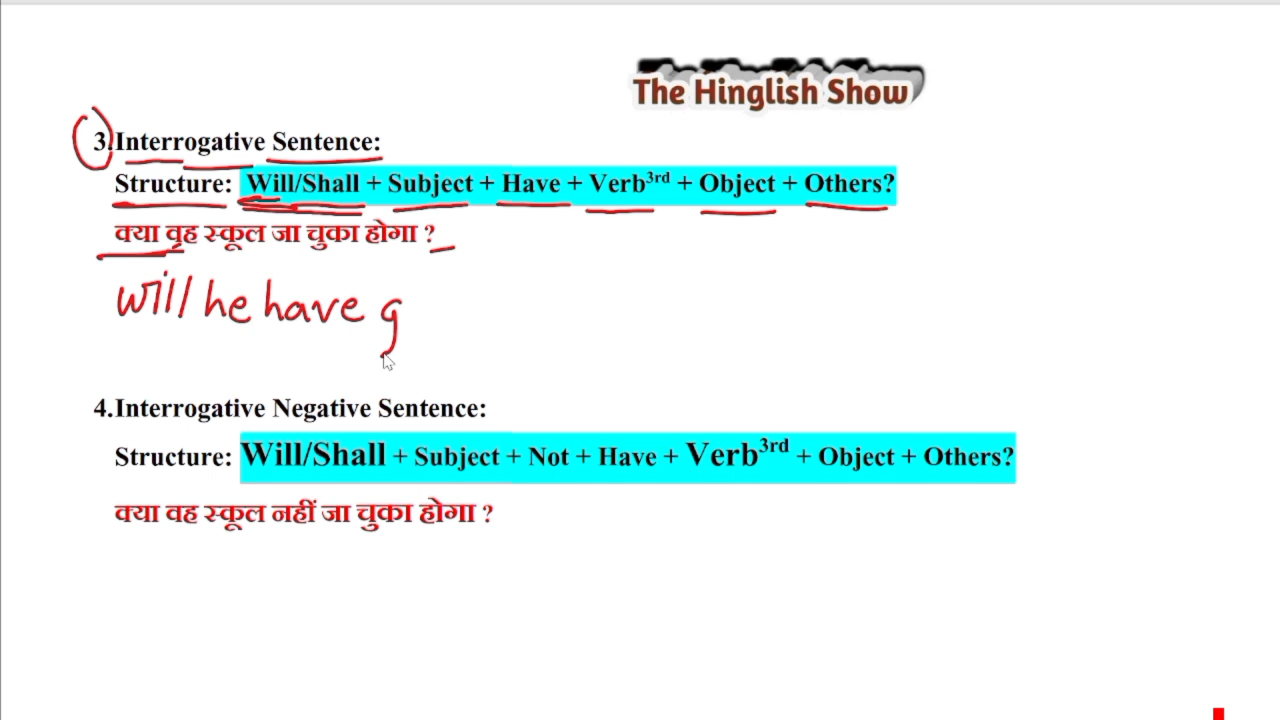 The Hinglish Show
3.Interrogative Sentence:
Structure: Will/Shall + Subject + Have + Verb3rd + Object + Others?
क्या वह स्कूल जा चुका होगा ?
will he have g
4.Interrogative Negative Sentence:
Structure: Will/Shall + Subject + Not + Have + Verb3rd + Object + Others?
क्या वह स्कूल नहीं जा चुका होगा ?